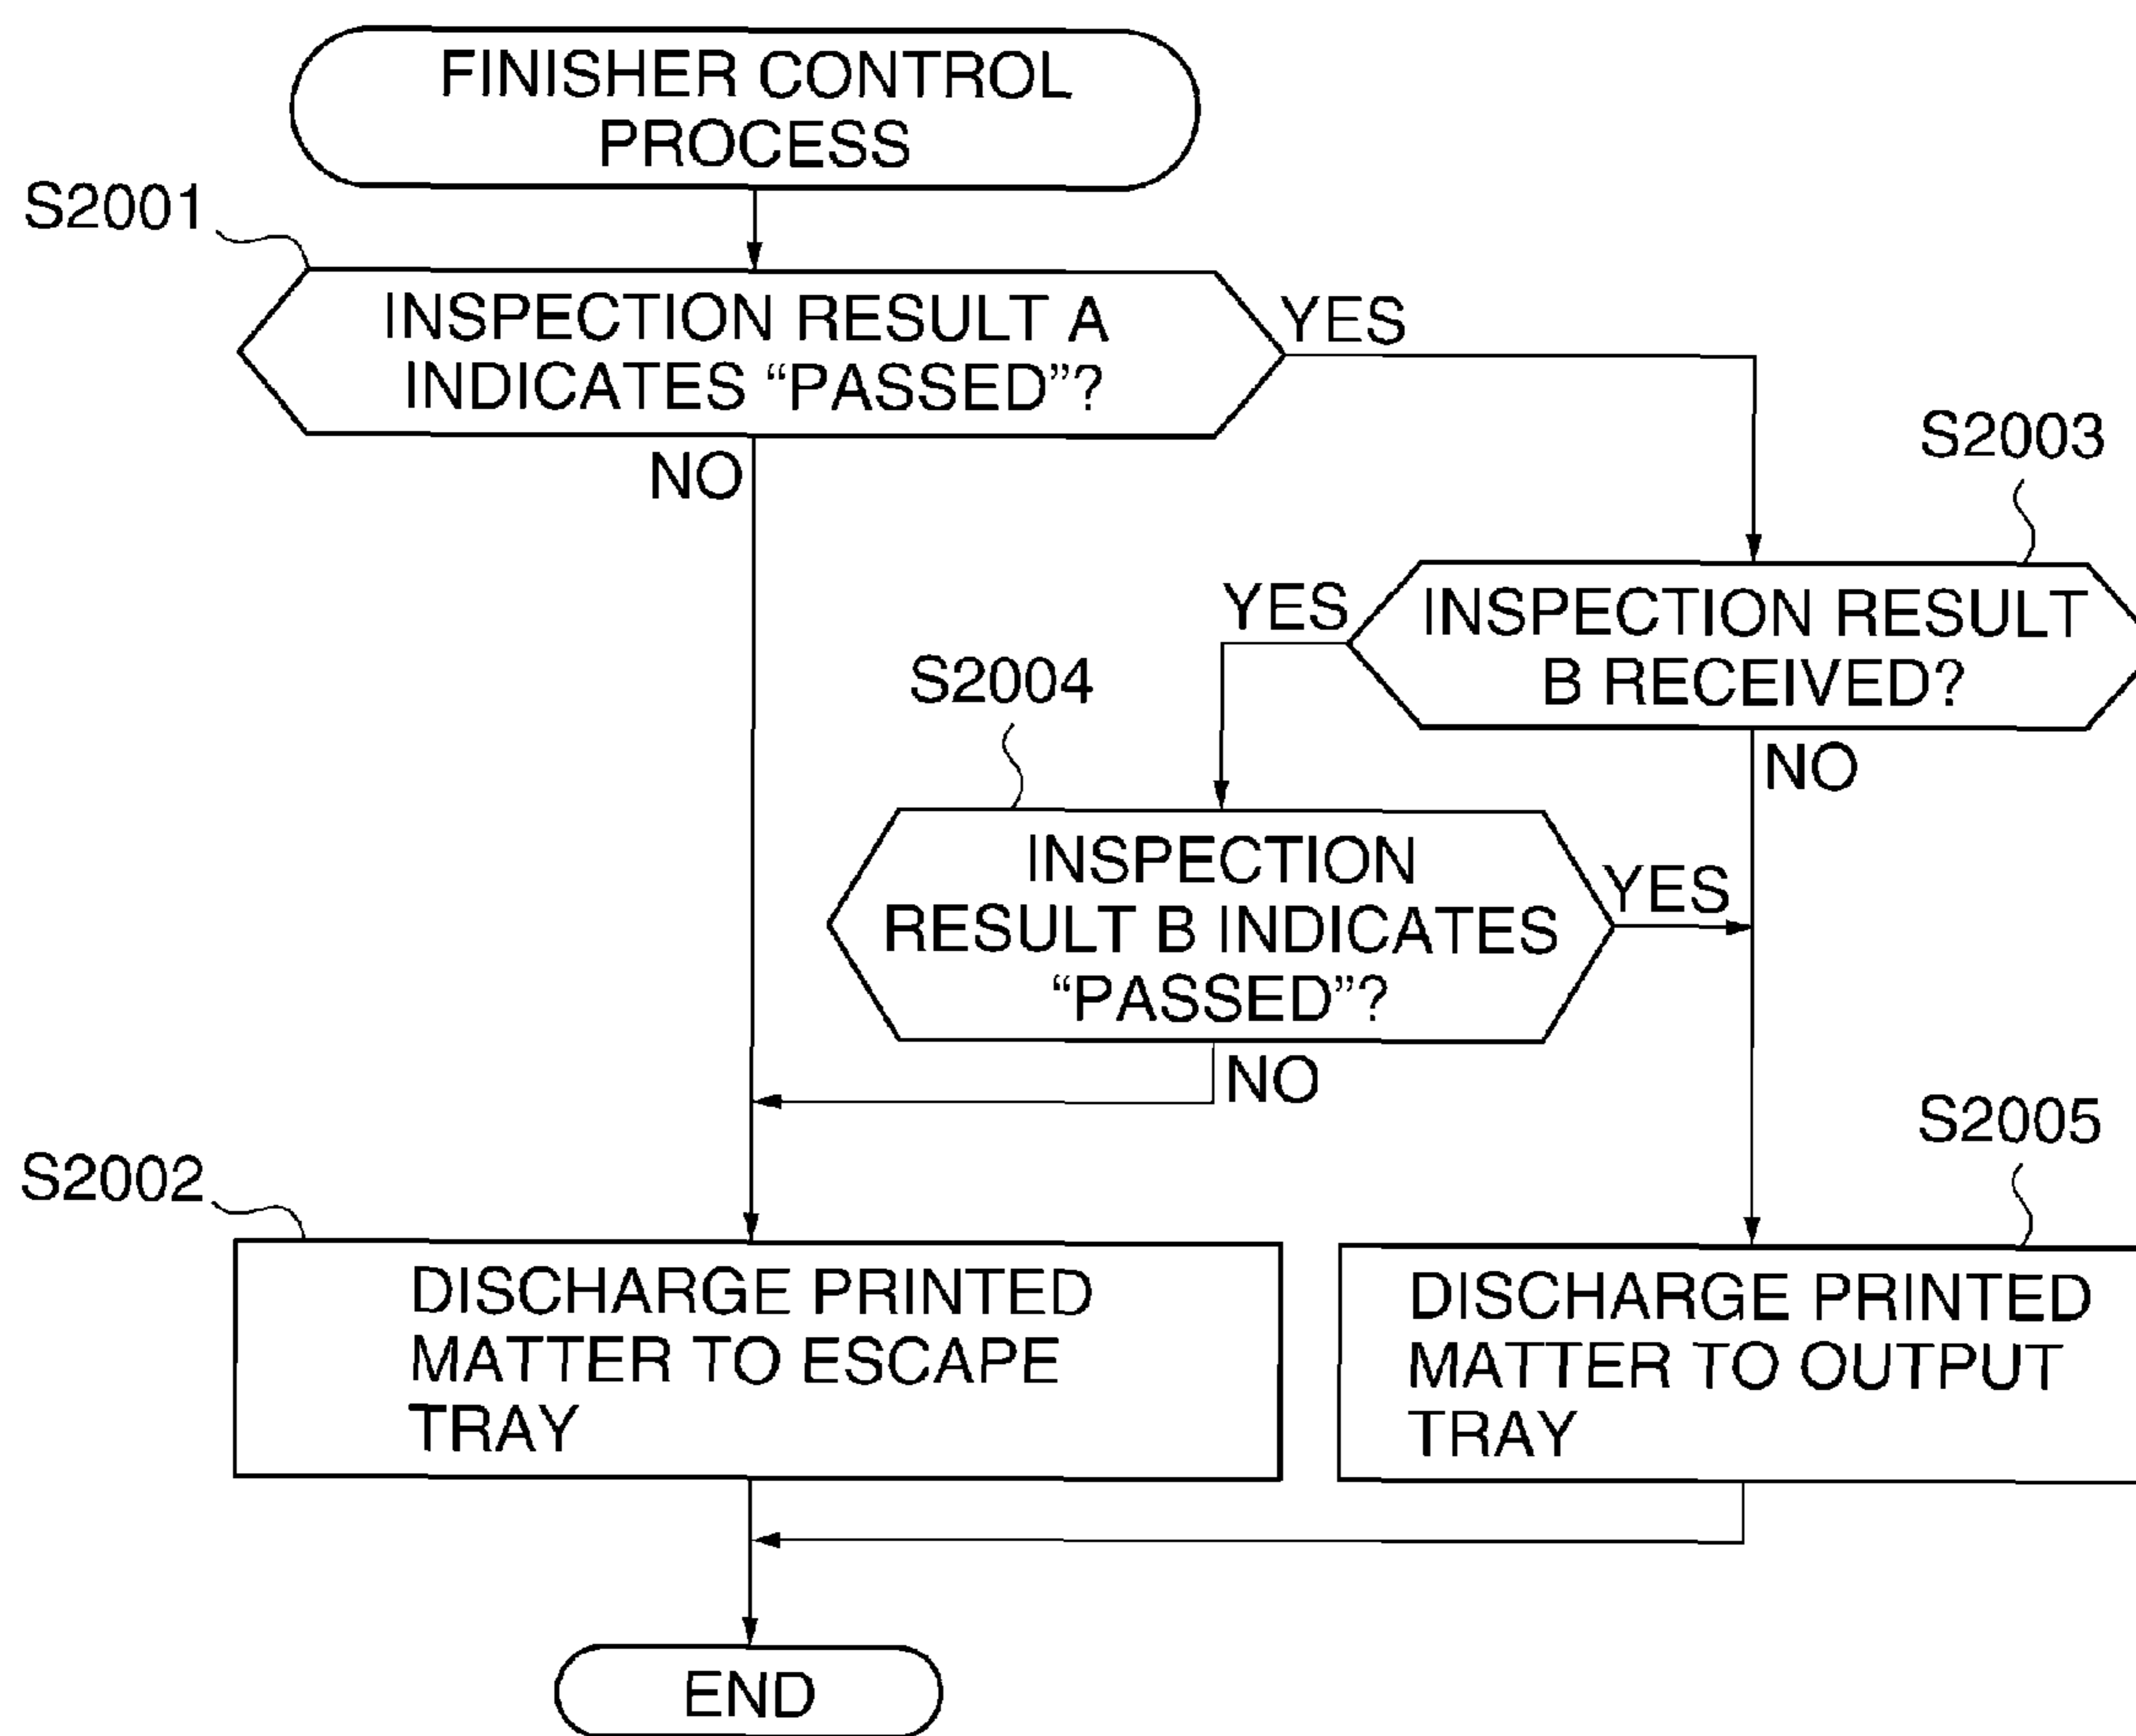 FINISHER CONTROL
PROCESS
S2001
INSPECTION RESULT A
INDICATES “PASSED”?
YES
NO
S2003
INSPECTION RESULT
B RECEIVED?
YES
NO
S2004
INSPECTION
RESULT B INDICATES
“PASSED”?
YES
NO
S2002
DISCHARGE PRINTED
MATTER TO ESCAPE
TRAY
S2005
DISCHARGE PRINTED
MATTER TO OUTPUT
TRAY
END